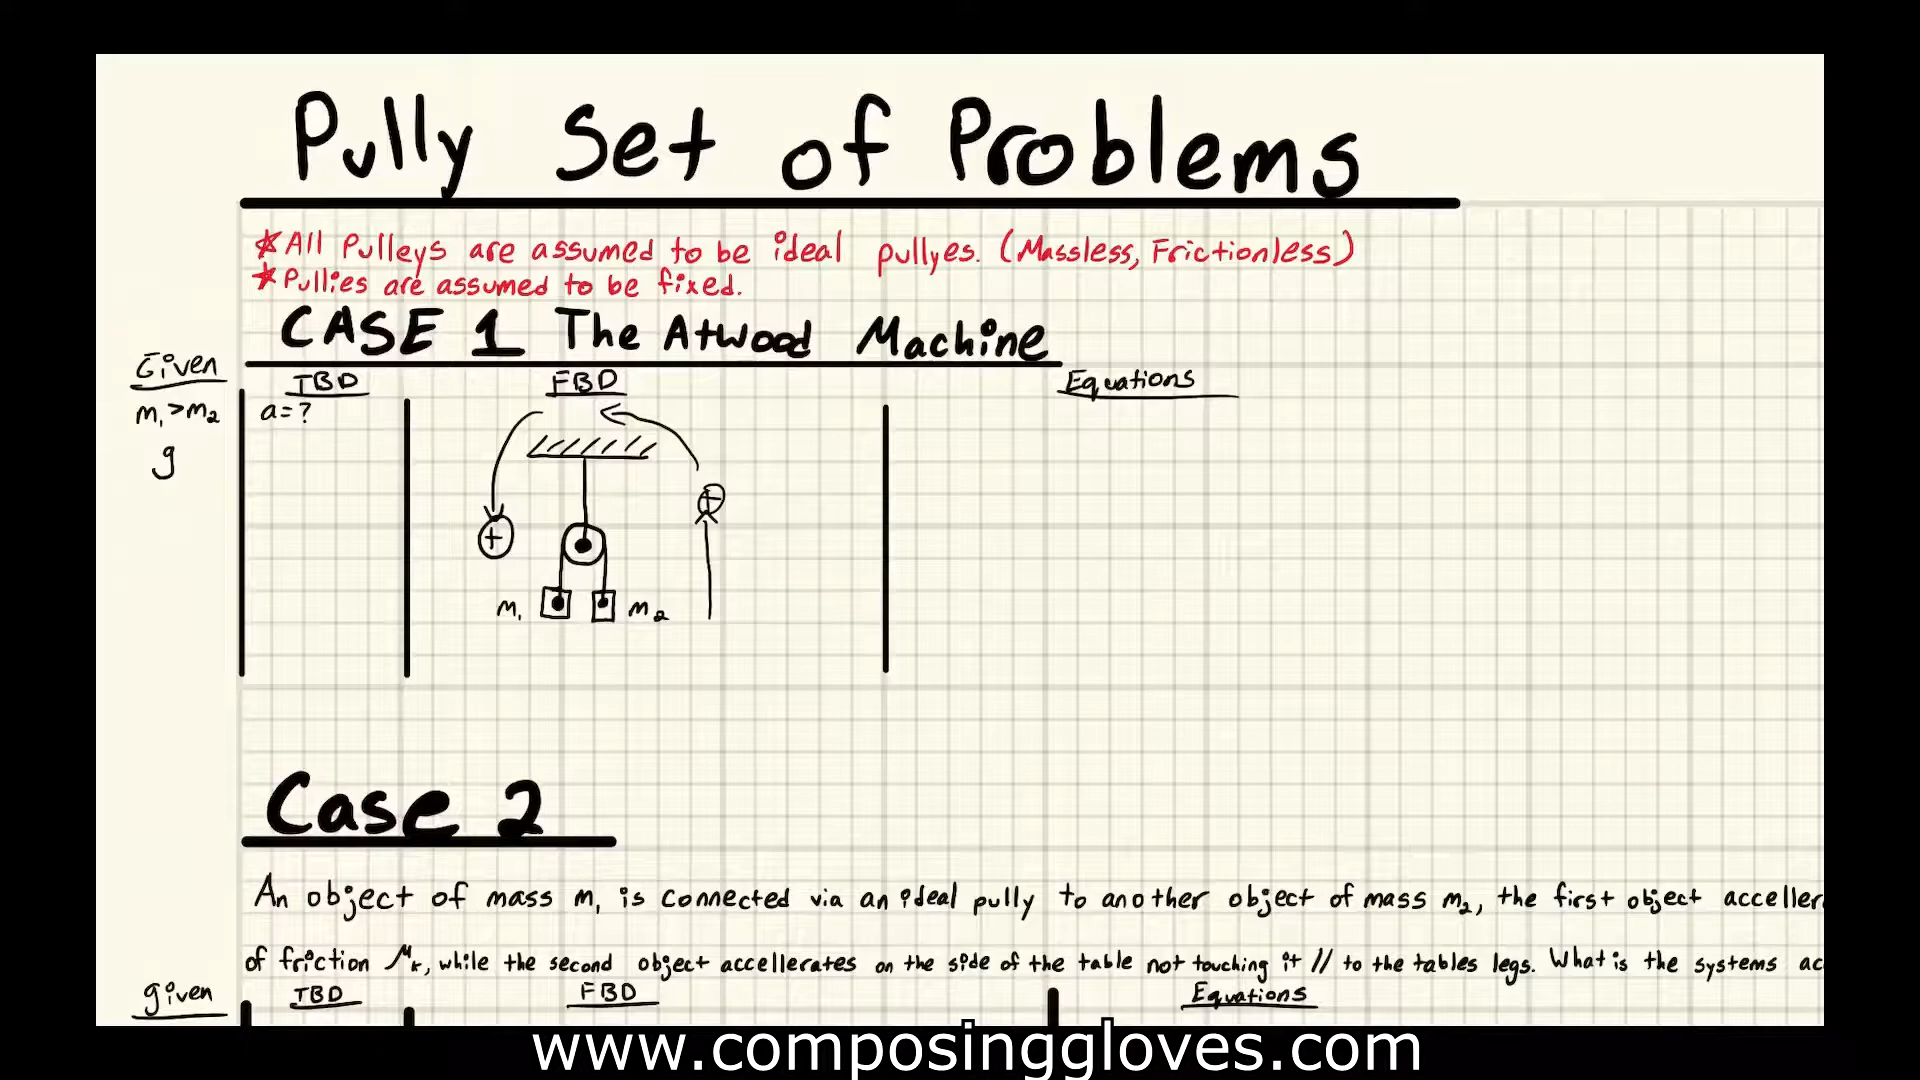 Pully Set of Problems
*All Pulleys are assumed to be ideal pullyes. (Massless, Frictionless)
*Pullies are assumed to be fixed.
CASE 1 The Atwood Machine
Given
TBD
FBD
Equations
m₁>m₂
a=?
g
+
+
m₁
m₂
Case 2
An object of mass m₁ is connected via an ideal pully to another object of mass m₂, the first object acceller
of friction μₖ, while the second object accellerates on the side of the table not touching it // to the tables legs. What is the systems ac
given
TBD
FBD
Equations
www.composinggloves.com